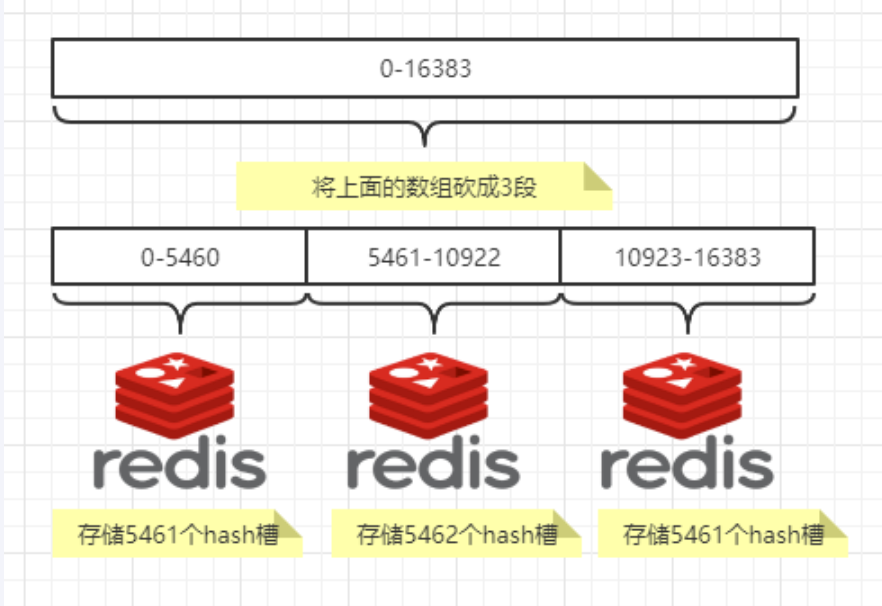 0-16383
将上面的数组砍成3段
0-5460
5461-10922
10923-16383
redis
redis
redis
存储5461个hash槽
存储5462个hash槽
存储5461个hash槽